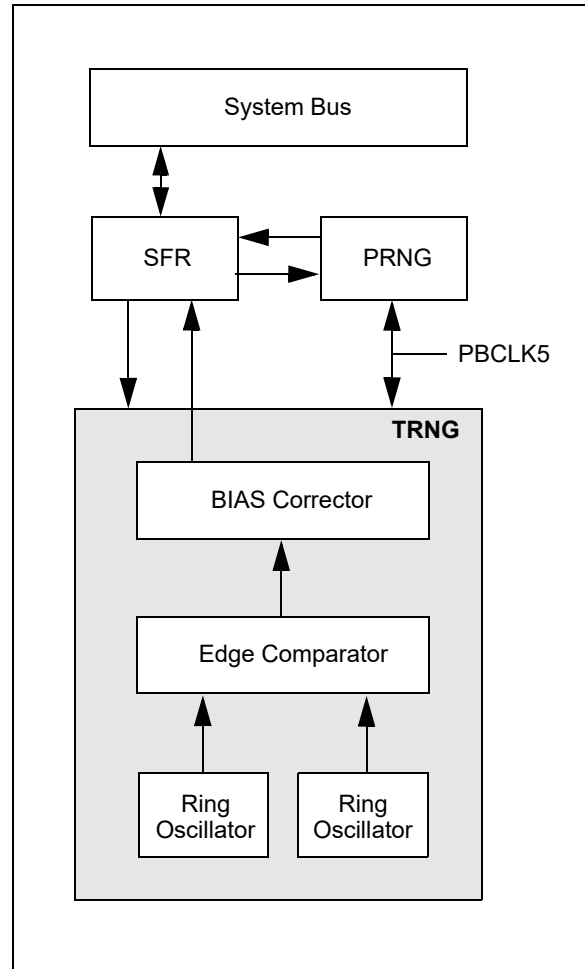 System Bus
SFR
PRNG
PBCLK5
TRNG
BIAS Corrector
Edge Comparator
Ring
Oscillator
Ring
Oscillator